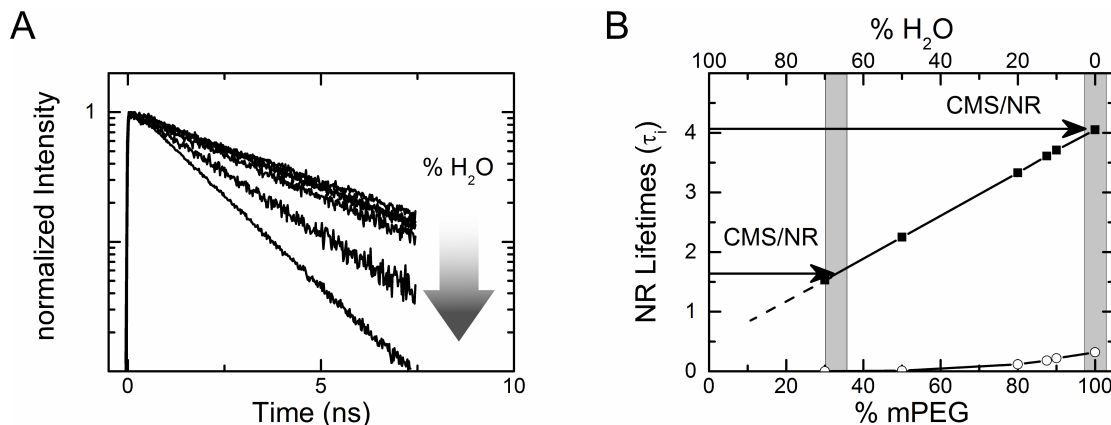 A
normalized Intensity
1
% H₂O
0
5
10
Time (ns)
B
% H₂O
100 80 60 40 20 0
NR Lifetimes (τᵢ)
4
3
2
1
0
CMS/NR
CMS/NR
0 20 40 60 80 100
% mPEG